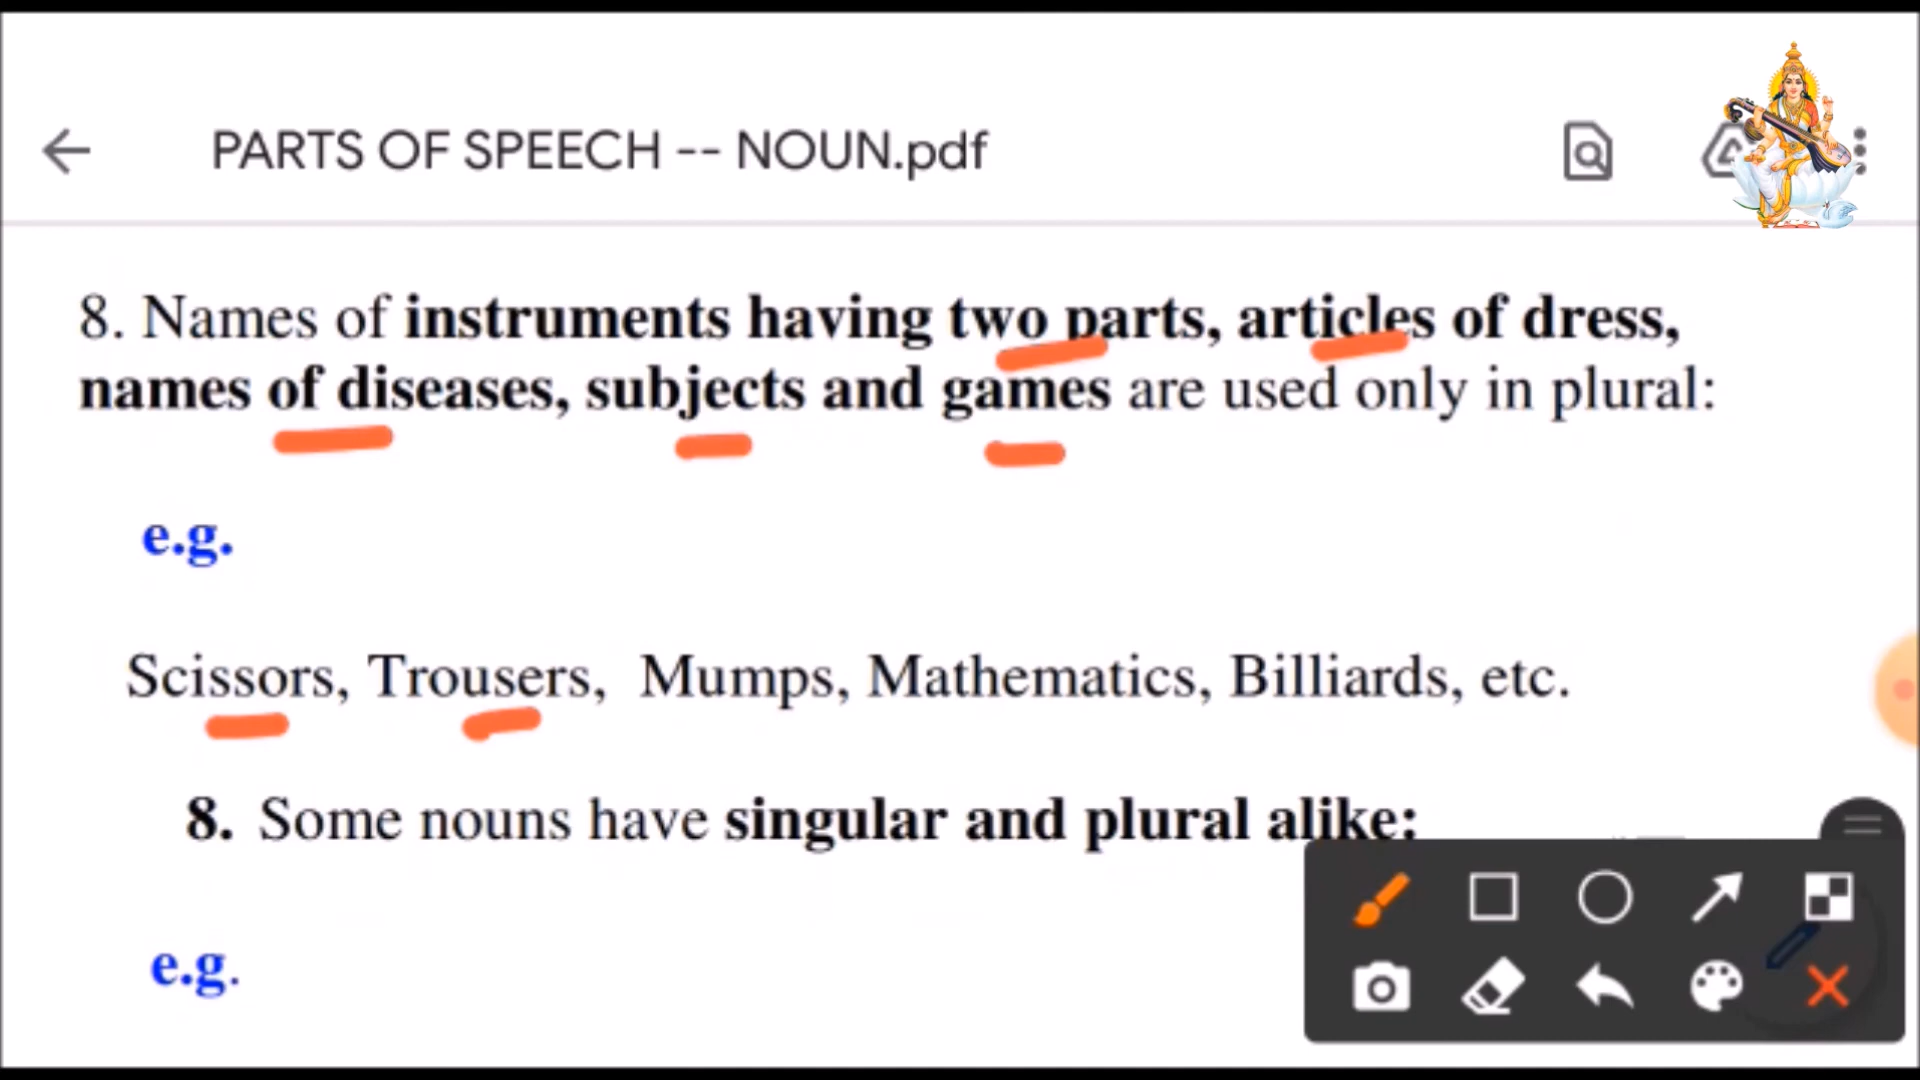 PARTS OF SPEECH -- NOUN.pdf
8. Names of instruments having two parts, articles of dress,
names of diseases, subjects and games are used only in plural:
e.g.
Scissors, Trousers, Mumps, Mathematics, Billiards, etc.
8. Some nouns have singular and plural alike:
e.g.